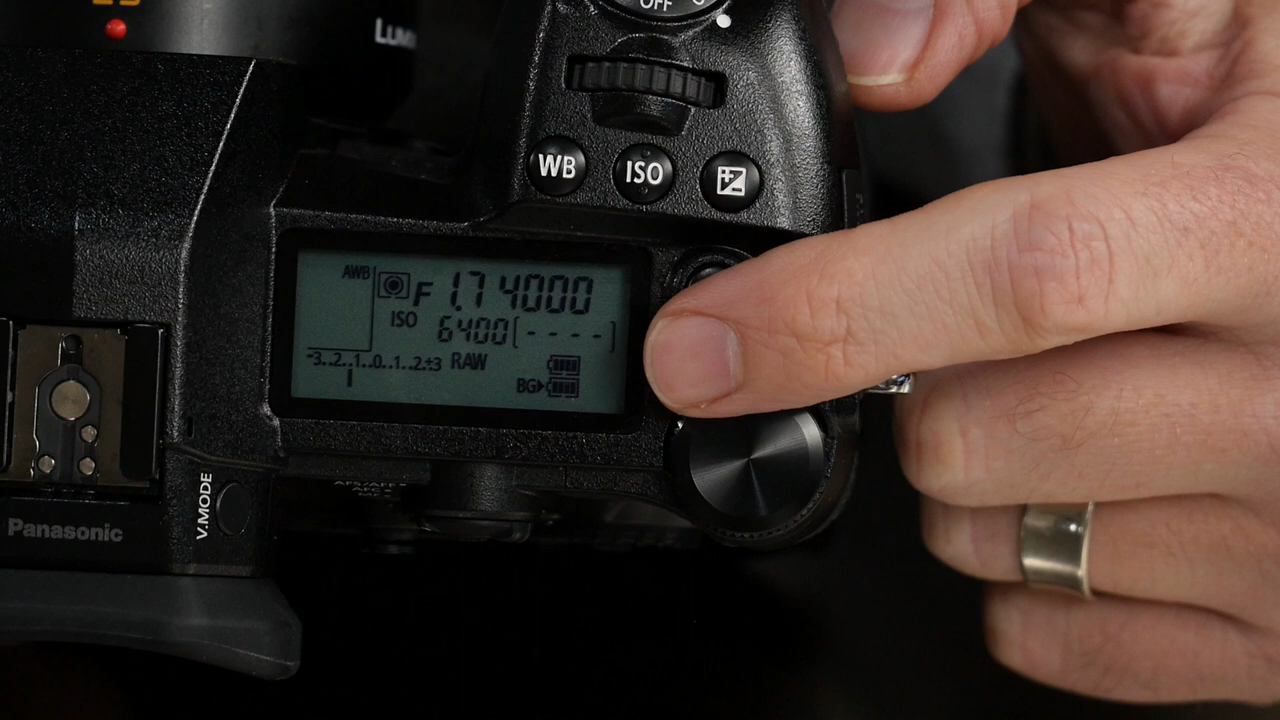 OFF
WB ISO
AWB F 1.7 4000
ISO 6400 [ - - - - ]
-3..2..1..0..1..2..+3 RAW
BG
V.MODE
Panasonic